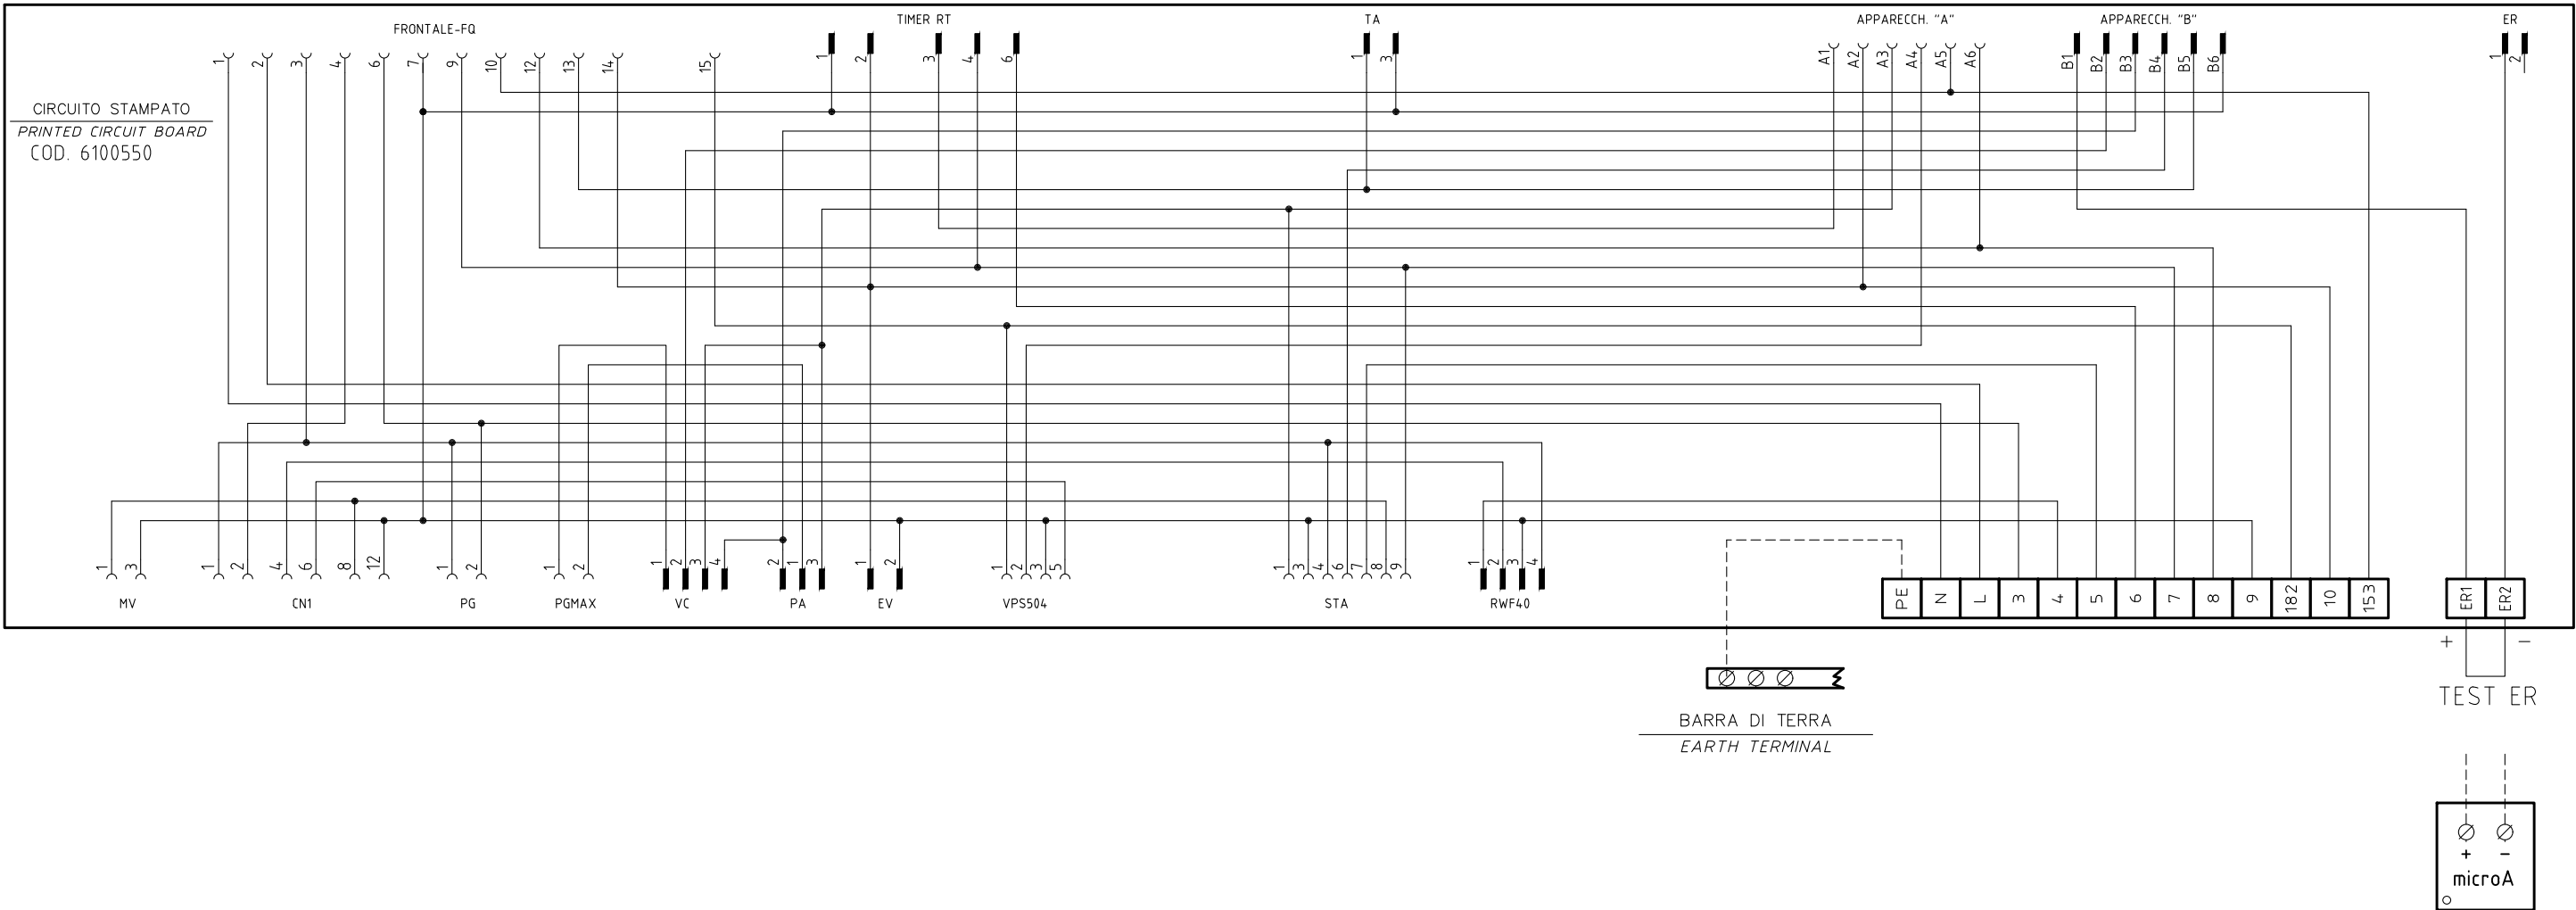 FRONTALE-FQ
TIMER RT
TA
APPARECCH. "A"
APPARECCH. "B"
ER
1 2 3 4 6 7 9 10 12 13 14 15
1 2 3 4 6
1 3
A1 A2 A3 A4 A5 A6
B1 B2 B3 B4 B5 B6
1 2
CIRCUITO STAMPATO
PRINTED CIRCUIT BOARD
COD. 6100550
1 3
1 2 4 6 8 12
1 2
1 2
1 2 3 4
2 1 3
1 2
1 2 3 5
1 3 4 6 7 8 9
1 2 3 4
MV
CN1
PG
PGMAX
VC
PA
EV
VPS504
STA
RWF40
PE N L 3 4 5 6 7 8 9 182 10 153
ER1 ER2
+ −
TEST ER
BARRA DI TERRA
EARTH TERMINAL
+ −
microA